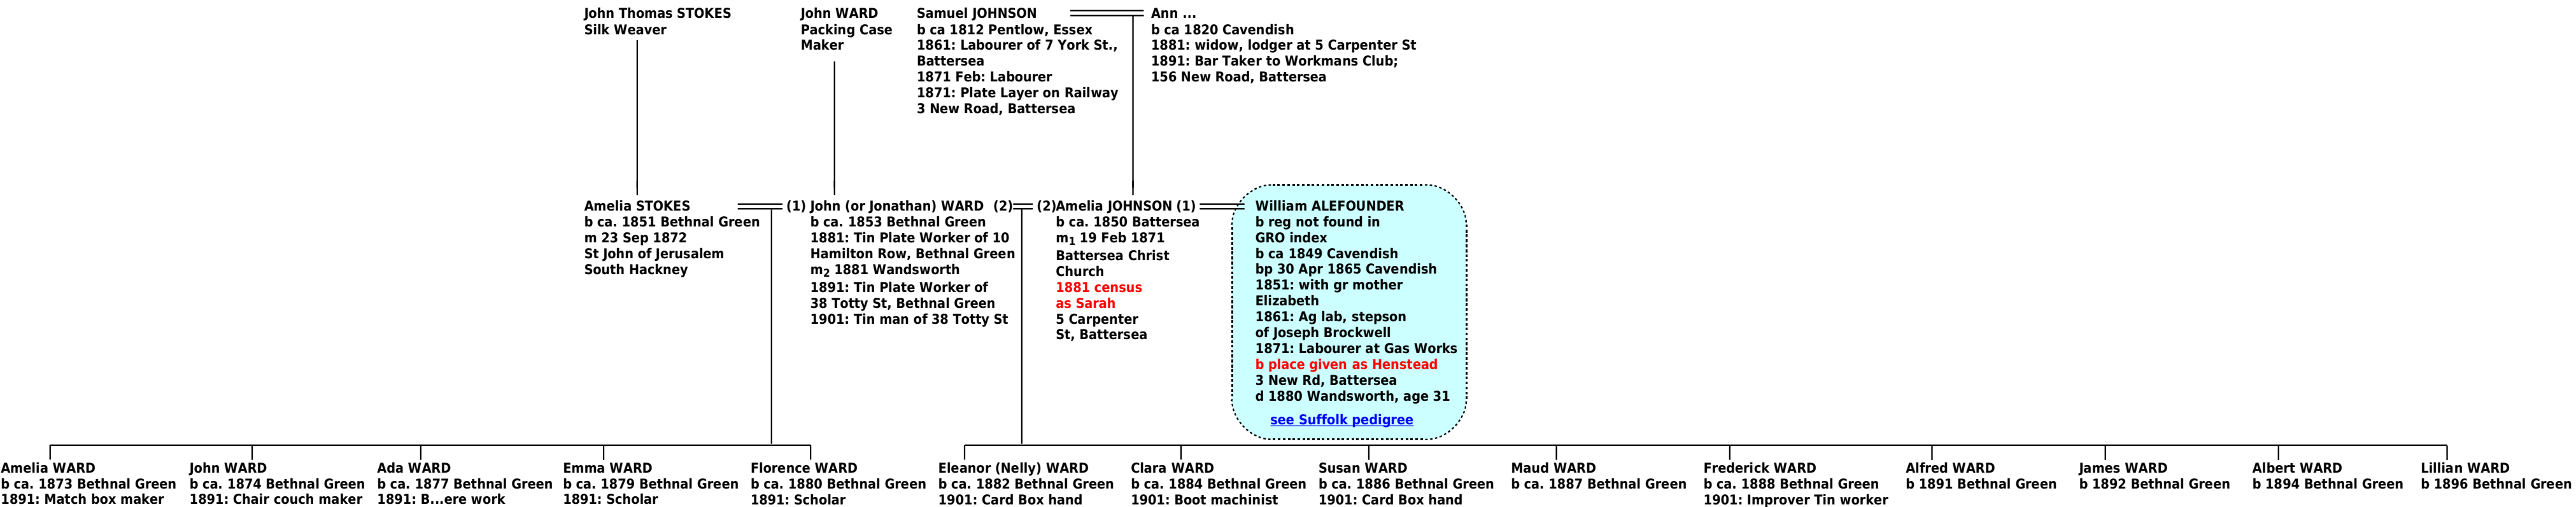 John Thomas STOKES
Silk Weaver
John WARD
Packing Case
Maker
Samuel JOHNSON
b ca 1812 Pentlow, Essex
1861: Labourer of 7 York St.,
Battersea
1871 Feb: Labourer
1871: Plate Layer on Railway
3 New Road, Battersea
Ann ...
b ca 1820 Cavendish
1881: widow, lodger at 5 Carpenter St
1891: Bar Taker to Workmans Club;
156 New Road, Battersea
Amelia STOKES
b ca. 1851 Bethnal Green
m 23 Sep 1872
St John of Jerusalem
South Hackney
(1) John (or Jonathan) WARD (2)
b ca. 1853 Bethnal Green
1881: Tin Plate Worker of 10
Hamilton Row, Bethnal Green
m2 1881 Wandsworth
1891: Tin Plate Worker of
38 Totty St, Bethnal Green
1901: Tin man of 38 Totty St
(2)Amelia JOHNSON (1)
b ca. 1850 Battersea
m1 19 Feb 1871
Battersea Christ
Church
1881 census
as Sarah
5 Carpenter
St, Battersea
William ALEFOUNDER
b reg not found in
GRO index
b ca 1849 Cavendish
bp 30 Apr 1865 Cavendish
1851: with gr mother
Elizabeth
1861: Ag lab, stepson
of Joseph Brockwell
1871: Labourer at Gas Works
b place given as Henstead
3 New Rd, Battersea
d 1880 Wandsworth, age 31
see Suffolk pedigree
Amelia WARD
b ca. 1873 Bethnal Green
1891: Match box maker
John WARD
b ca. 1874 Bethnal Green
1891: Chair couch maker
Ada WARD
b ca. 1877 Bethnal Green
1891: B...ere work
Emma WARD
b ca. 1879 Bethnal Green
1891: Scholar
Florence WARD
b ca. 1880 Bethnal Green
1891: Scholar
Eleanor (Nelly) WARD
b ca. 1882 Bethnal Green
1901: Card Box hand
Clara WARD
b ca. 1884 Bethnal Green
1901: Boot machinist
Susan WARD
b ca. 1886 Bethnal Green
1901: Card Box hand
Maud WARD
b ca. 1887 Bethnal Green
Frederick WARD
b ca. 1888 Bethnal Green
1901: Improver Tin worker
Alfred WARD
b 1891 Bethnal Green
James WARD
b 1892 Bethnal Green
Albert WARD
b 1894 Bethnal Green
Lillian WARD
b 1896 Bethnal Green